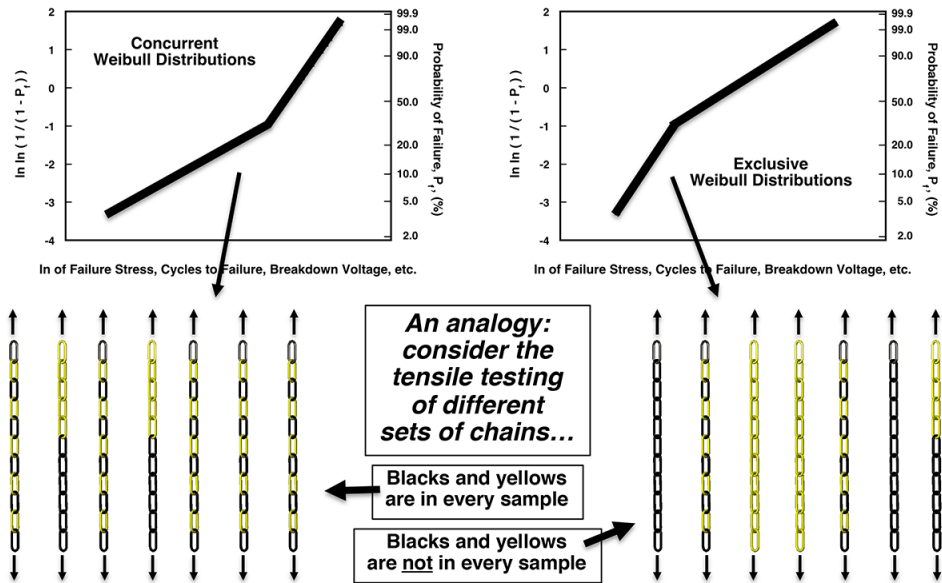 2
1
0
-1
-2
-3
-4
ln ln ( 1 / ( 1 - Pf ) )
Concurrent
Weibull Distributions
99.9
99.0
90.0
50.0
20.0
10.0
5.0
2.0
Probability of Failure, Pf, (%)
ln of Failure Stress, Cycles to Failure, Breakdown Voltage, etc.
2
1
0
-1
-2
-3
-4
ln ln ( 1 / ( 1 - Pf ) )
Exclusive
Weibull Distributions
99.9
99.0
90.0
50.0
20.0
10.0
5.0
2.0
Probability of Failure, Pf, (%)
ln of Failure Stress, Cycles to Failure, Breakdown Voltage, etc.
An analogy:
consider the
tensile testing
of different
sets of chains…
Blacks and yellows
are in every sample
Blacks and yellows
are not in every sample